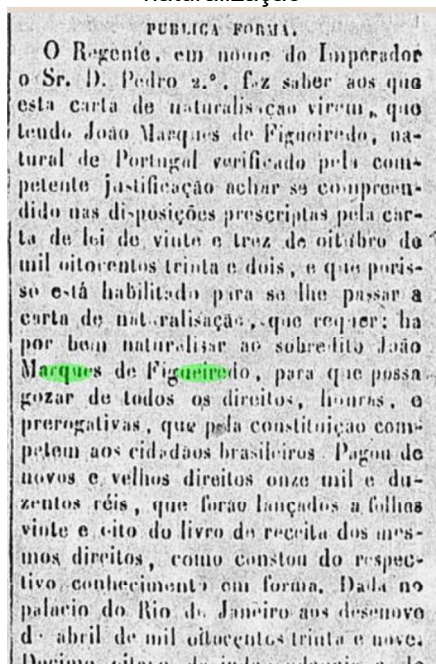 naturalização
PUBLICA FORMA.
O Regente, em nome do Imperador
o Sr. D. Pedro 2.º, faz saber aos que
esta carta de naturalisação virem, que
tendo João Marques de Figueiredo, na-
tural de Portugal verificado pela com-
petente justificação achar se compreen-
dido nas disposições prescriptas pela car-
ta de lei de vinte e trez de oitubro de
mil oitocentos trinta e dois, e que poris-
so está habilitado para se lhe passar a
carta de naturalisação, que requer: ha
por bem naturalisar ao sobredito João
Marques de Figueiredo, para que possa
gozar de todos os direitos, honras, e
prerogativas, que pela constituição com-
petem aos cidadãos brasileiros. Pagou de
novos e velhos direitos onze mil e du-
zentos réis, que forão lançados a folhas
vinte e oito do livro de receita dos mes-
mos direitos, como constou do respec-
tivo conhecimento em forma. Dada no
palacio do Rio de Janeiro aos desenove
de abril de mil oitocentos trinta e nove.